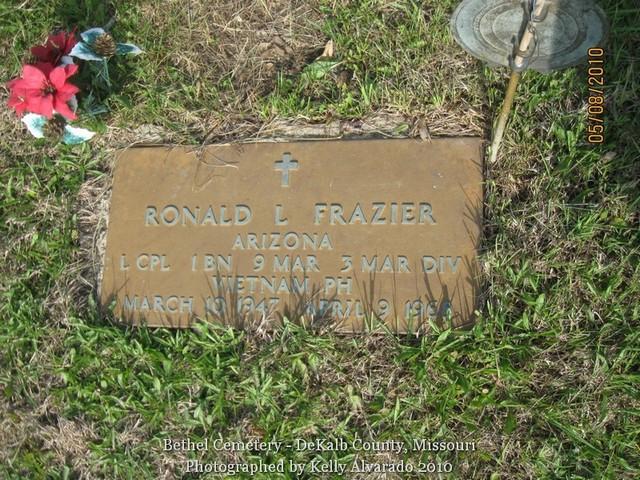 RONALD L FRAZIER
ARIZONA
L CPL 1 BN 9 MAR 3 MAR DIV
VIETNAM PH
MARCH 10 1947 APRIL 9 1968
05/08/2010
Bethel Cemetery - DeKalb County, Missouri
Photographed by Kelly Alvarado 2010